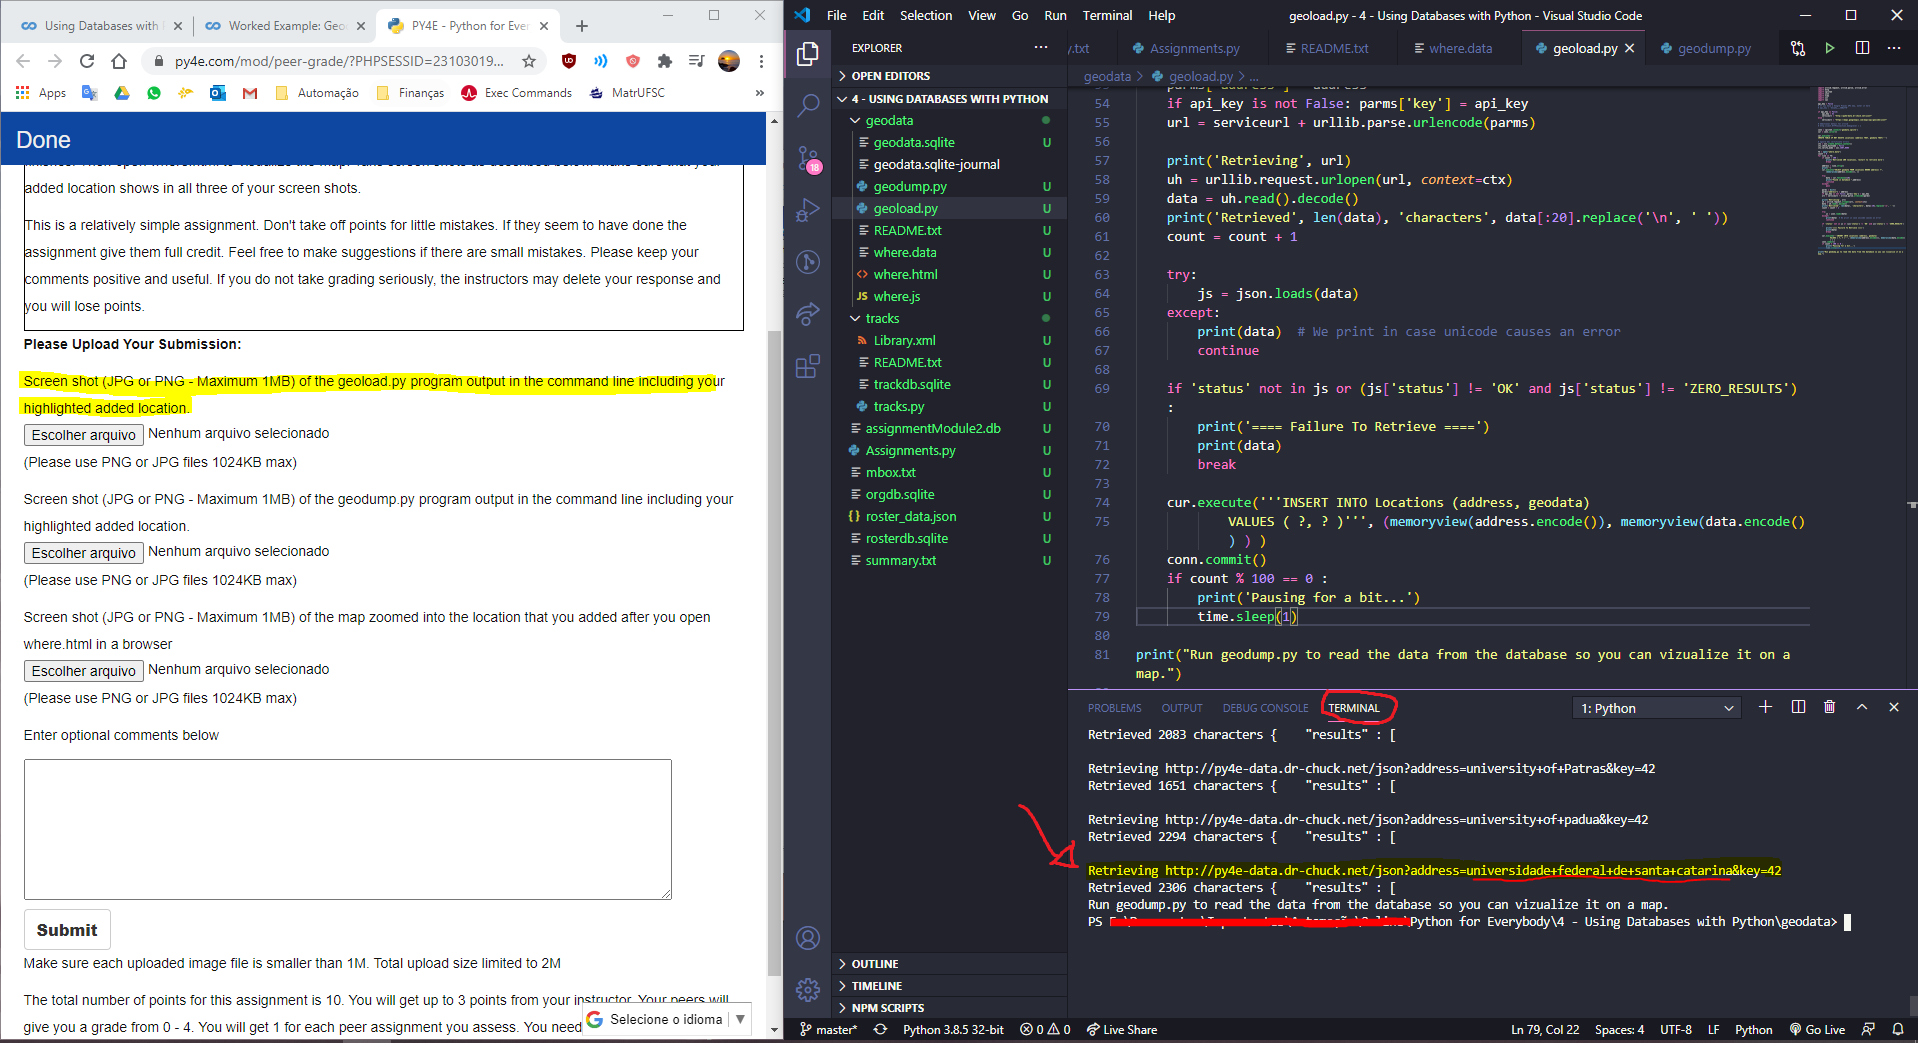 Using Databases with P
Worked Example: Geo
PY4E - Python for Ever
py4e.com/mod/peer-grade/?PHPSESSID=23103019...
Apps
Automação
Finanças
Exec Commands
MatrUFSC
»
Done
added location shows in all three of your screen shots.
This is a relatively simple assignment. Don't take off points for little mistakes. If they seem to have done the
assignment give them full credit. Feel free to make suggestions if there are small mistakes. Please keep your
comments positive and useful. If you do not take grading seriously, the instructors may delete your response and
you will lose points.
Please Upload Your Submission:
Screen shot (JPG or PNG - Maximum 1MB) of the geoload.py program output in the command line including your
highlighted added location.
Escolher arquivo Nenhum arquivo selecionado
(Please use PNG or JPG files 1024KB max)
Screen shot (JPG or PNG - Maximum 1MB) of the geodump.py program output in the command line including your
highlighted added location.
Escolher arquivo Nenhum arquivo selecionado
(Please use PNG or JPG files 1024KB max)
Screen shot (JPG or PNG - Maximum 1MB) of the map zoomed into the location that you added after you open
where.html in a browser
Escolher arquivo Nenhum arquivo selecionado
(Please use PNG or JPG files 1024KB max)
Enter optional comments below
Submit
Make sure each uploaded image file is smaller than 1M. Total upload size limited to 2M
The total number of points for this assignment is 10. You will get up to 3 points from your instructor. Your peers will
give you a grade from 0 - 4. You will get 1 for each peer assignment you assess. You need
Selecione o idioma ▼
File Edit Selection View Go Run Terminal Help
geoload.py - 4 - Using Databases with Python - Visual Studio Code
EXPLORER ···
18
OPEN EDITORS
4 - USING DATABASES WITH PYTHON
geodata
geodata.sqlite U
geodata.sqlite-journal
geodump.py U
geoload.py U
README.txt U
where.data U
where.html U
JS where.js U
tracks
Library.xml U
README.txt U
trackdb.sqlite U
tracks.py U
assignmentModule2.db U
Assignments.py U
mbox.txt U
orgdb.sqlite U
{} roster_data.json U
rosterdb.sqlite U
summary.txt U
OUTLINE
TIMELINE
NPM SCRIPTS
y.txt
Assignments.py
README.txt
where.data
geoload.py
geodump.py
geodata > geoload.py > ...
54 if api_key is not False: parms['key'] = api_key
55 url = serviceurl + urllib.parse.urlencode(parms)
56
57 print('Retrieving', url)
58 uh = urllib.request.urlopen(url, context=ctx)
59 data = uh.read().decode()
60 print('Retrieved', len(data), 'characters', data[:20].replace('\n', ' '))
61 count = count + 1
62
63 try:
64 js = json.loads(data)
65 except:
66 print(data)  # We print in case unicode causes an error
67 continue
68
69 if 'status' not in js or (js['status'] != 'OK' and js['status'] != 'ZERO_RESULTS')
:
70 print('==== Failure To Retrieve ====')
71 print(data)
72 break
73
74 cur.execute('''INSERT INTO Locations (address, geodata)
75 VALUES ( ?, ? )''', (memoryview(address.encode()), memoryview(data.encode()
) ) )
76 conn.commit()
77 if count % 100 == 0 :
78 print('Pausing for a bit...')
79 time.sleep(1)
80
81 print("Run geodump.py to read the data from the database so you can vizualize it on a
map.")
PROBLEMS OUTPUT DEBUG CONSOLE TERMINAL
1: Python
Retrieved 2083 characters {    "results" : [
Retrieving http://py4e-data.dr-chuck.net/json?address=university+of+Patras&key=42
Retrieved 1651 characters {    "results" : [
Retrieving http://py4e-data.dr-chuck.net/json?address=university+of+padua&key=42
Retrieved 2294 characters {    "results" : [
Retrieving http://py4e-data.dr-chuck.net/json?address=universidade+federal+de+santa+catarina&key=42
Retrieved 2306 characters {    "results" : [
Run geodump.py to read the data from the database so you can vizualize it on a map.
PS Python for Everybody\4 - Using Databases with Python\geodata>
master* Python 3.8.5 32-bit 0 0 Live Share
Ln 79, Col 22 Spaces: 4 UTF-8 LF Python Go Live